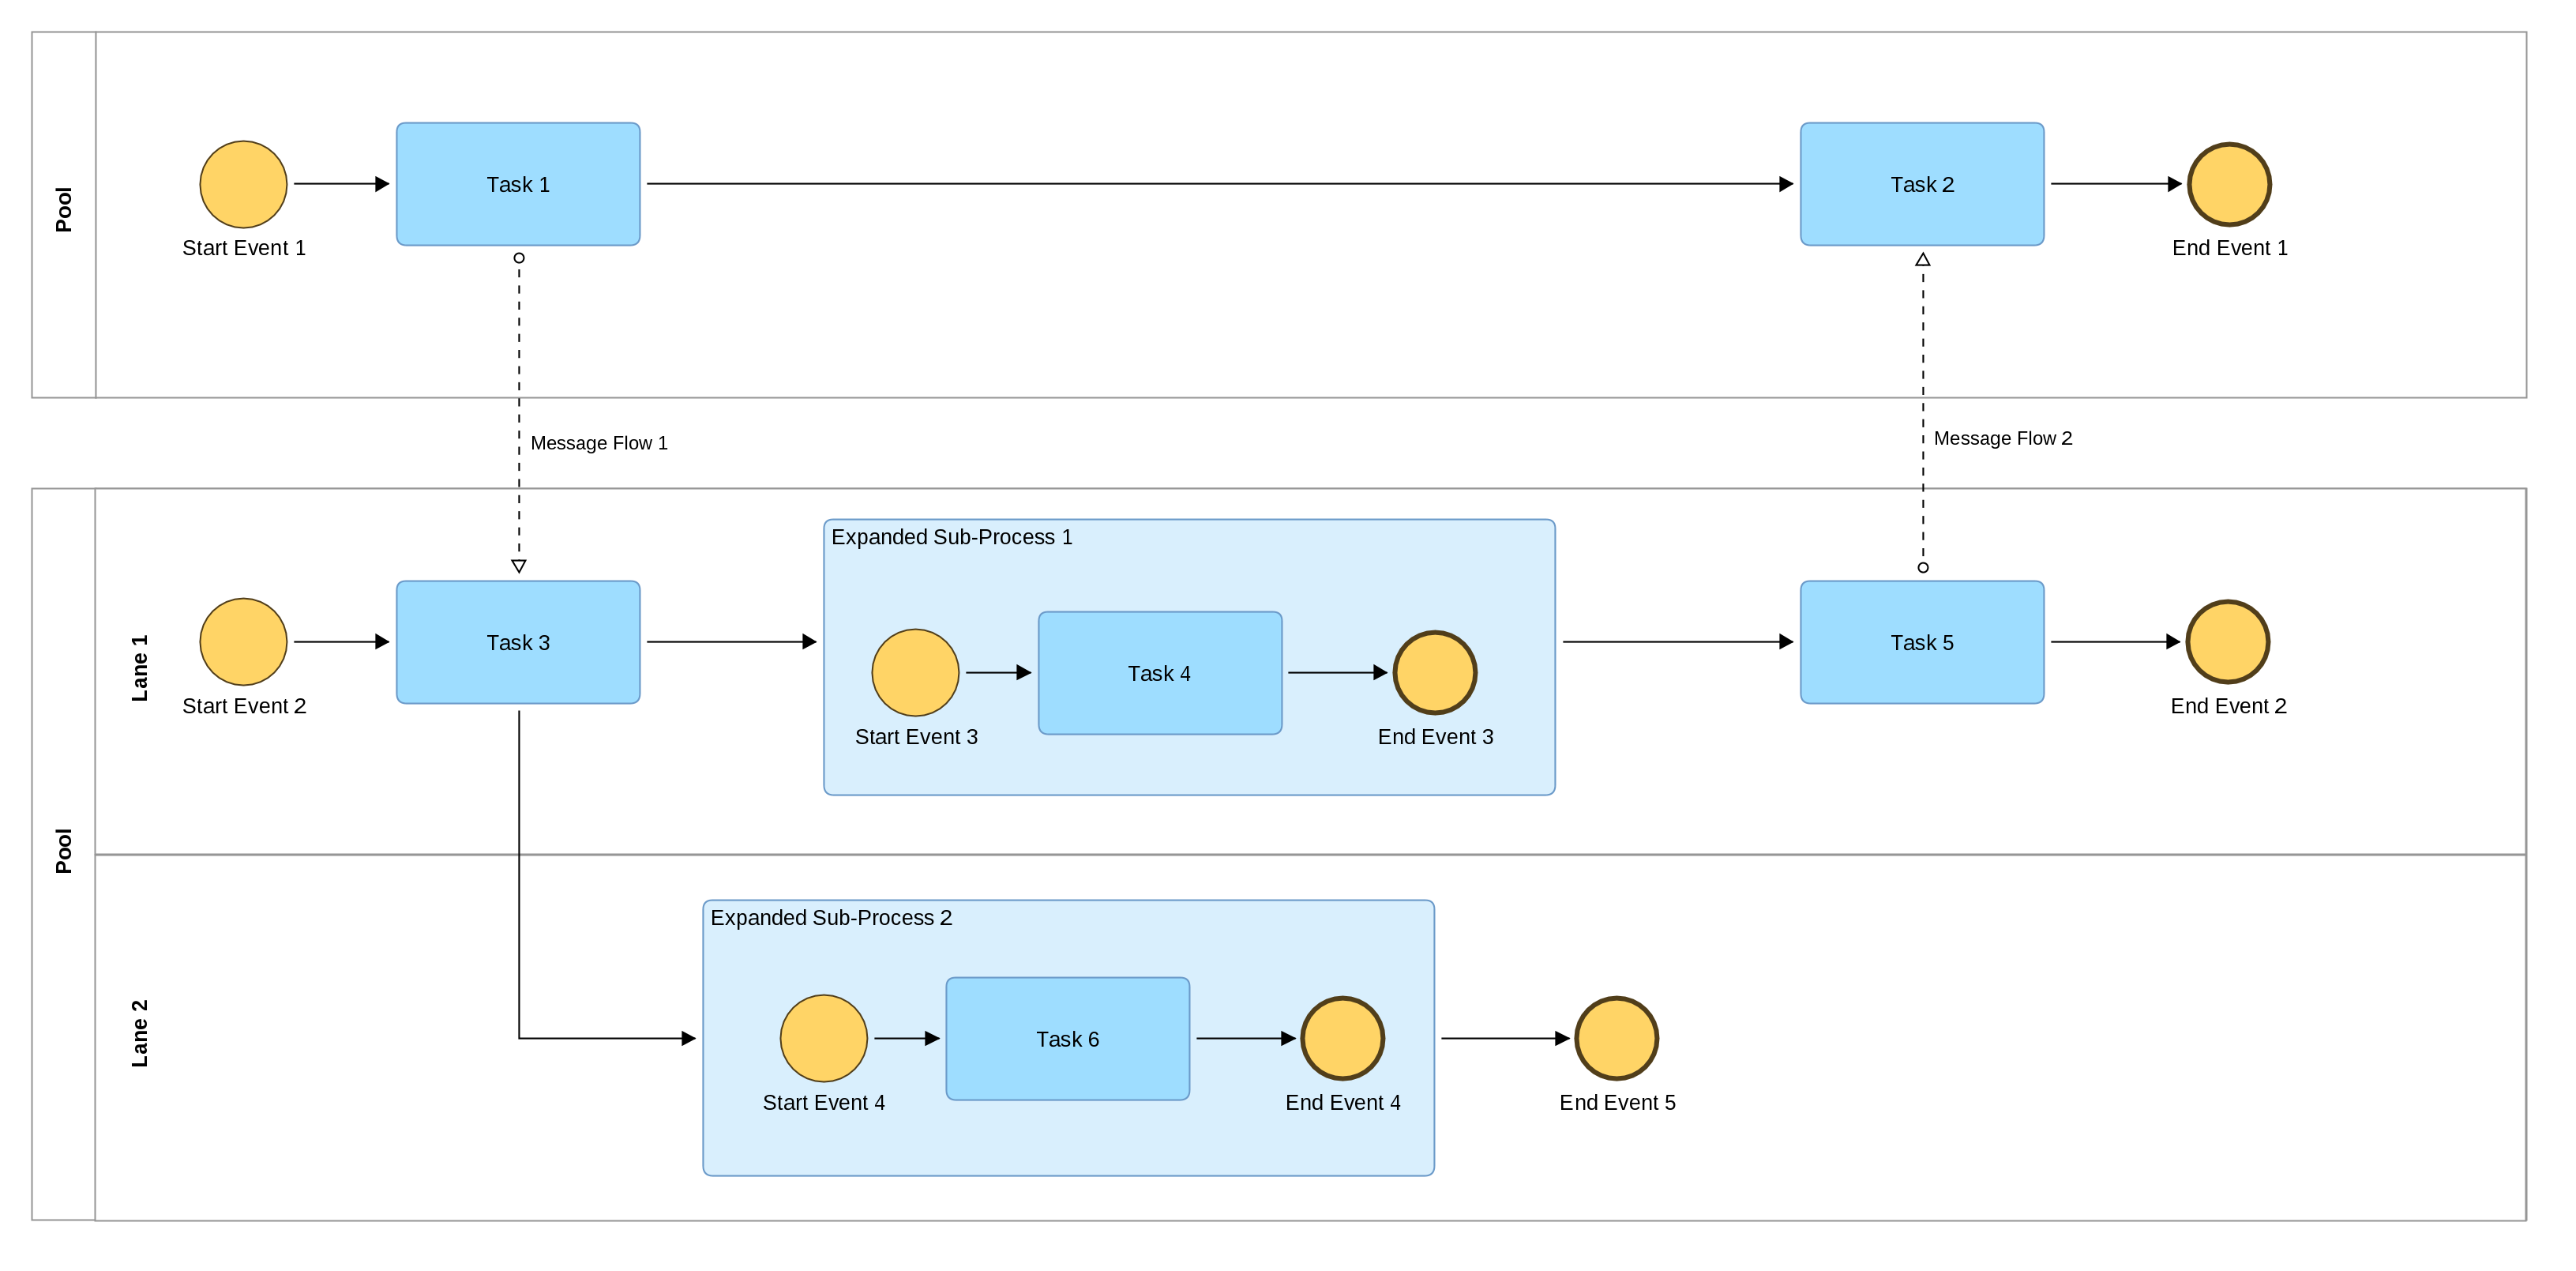 Pool
Start Event 1
Task 1
Task 2
End Event 1
Message Flow 1
Message Flow 2
Pool
Lane 1
Start Event 2
Task 3
Expanded Sub-Process 1
Start Event 3
Task 4
End Event 3
Task 5
End Event 2
Lane 2
Expanded Sub-Process 2
Start Event 4
Task 6
End Event 4
End Event 5